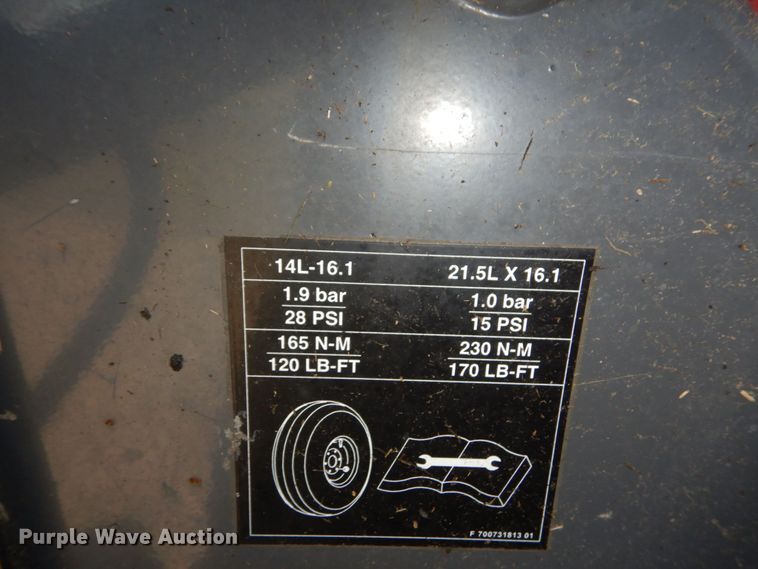 14L-16.1 21.5L X 16.1
1.9 bar 1.0 bar
28 PSI 15 PSI
165 N-M 230 N-M
120 LB-FT 170 LB-FT
F 700731813 01
Purple Wave Auction